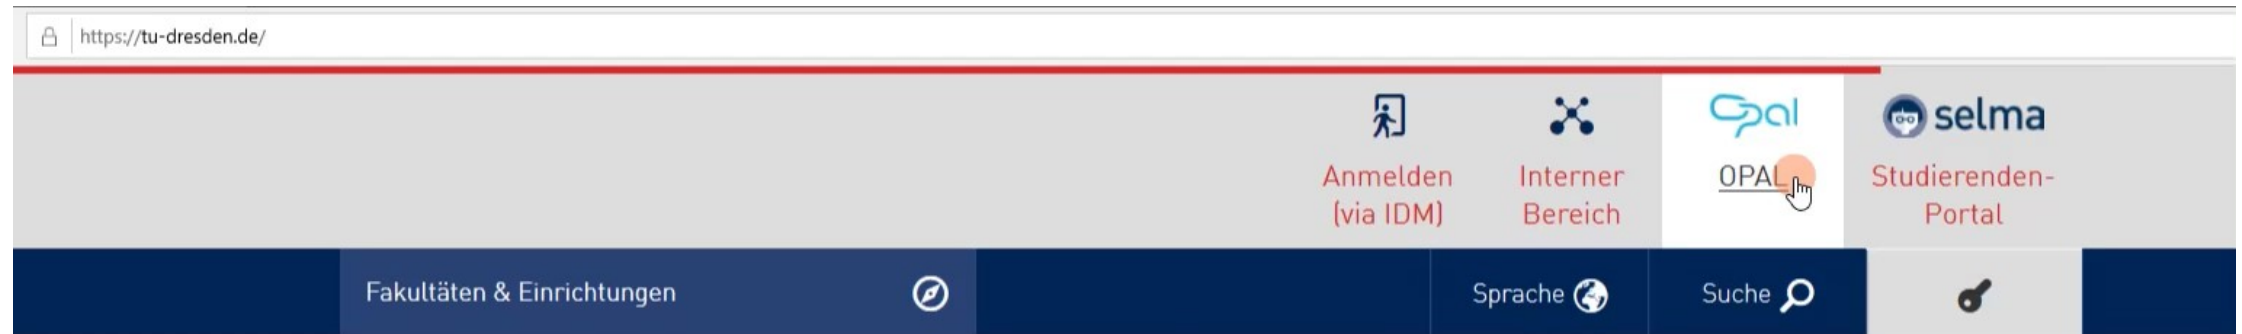 https://tu-dresden.de/
opal
selma
Anmelden
(via IDM)
Interner
Bereich
OPAL
Studierenden-
Portal
Fakultäten & Einrichtungen
Sprache
Suche